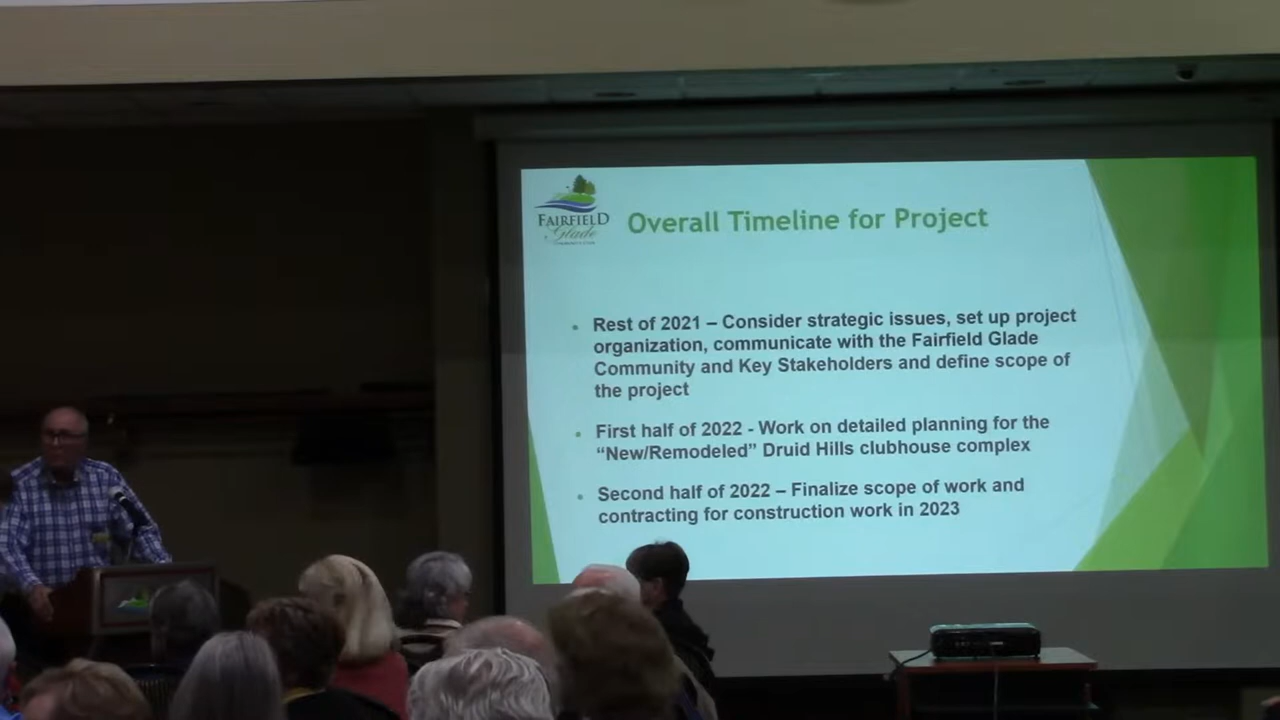 FAIRFIELD
Glade
Overall Timeline for Project
Rest of 2021 – Consider strategic issues, set up project
organization, communicate with the Fairfield Glade
Community and Key Stakeholders and define scope of
the project
First half of 2022 - Work on detailed planning for the
“New/Remodeled” Druid Hills clubhouse complex
Second half of 2022 – Finalize scope of work and
contracting for construction work in 2023